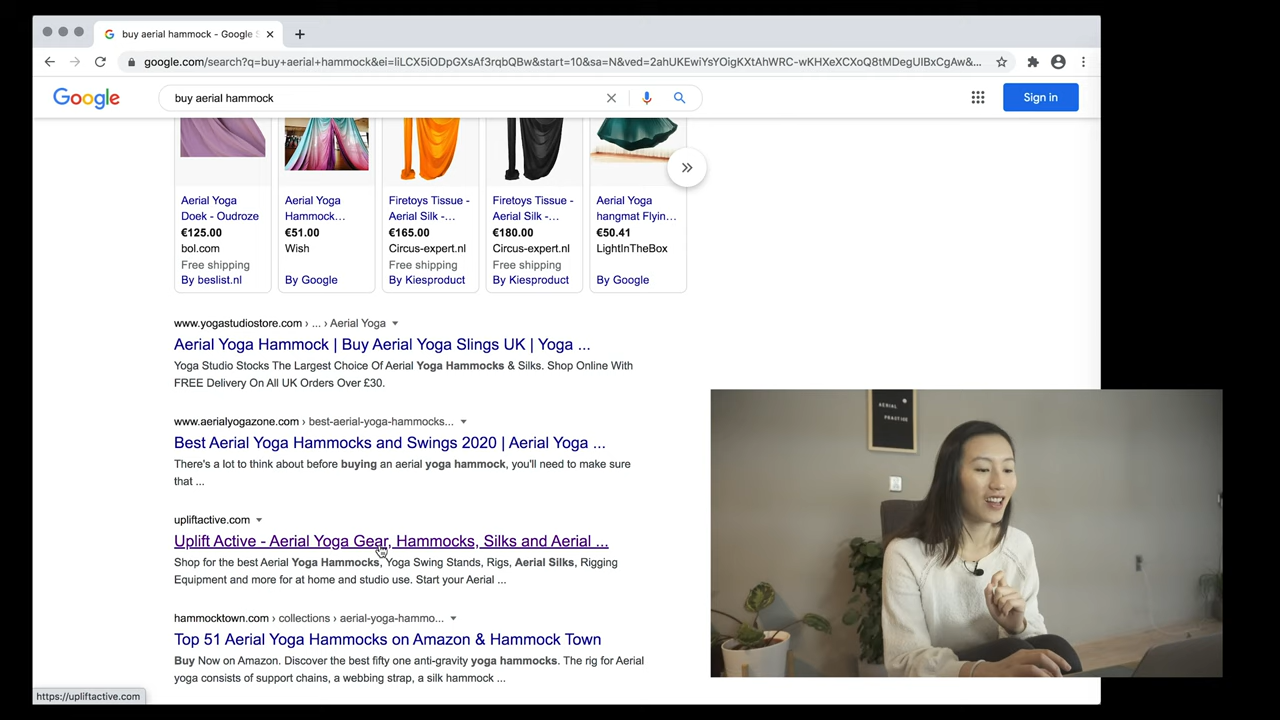 buy aerial hammock - Google S
google.com/search?q=buy+aerial+hammock&ei=IiLCX5iODpGXsAf3rqbQBw&start=10&sa=N&ved=2ahUKEwiYsYOigKXtAhWRC-wKHXeXCXoQ8tMDegUIBxCgAw&...
Google
buy aerial hammock
Sign in
Aerial Yoga
Doek - Oudroze
€125.00
bol.com
Free shipping
By beslist.nl
Aerial Yoga
Hammock...
€51.00
Wish
By Google
Firetoys Tissue -
Aerial Silk -...
€165.00
Circus-expert.nl
Free shipping
By Kiesproduct
Firetoys Tissue -
Aerial Silk -...
€180.00
Circus-expert.nl
Free shipping
By Kiesproduct
Aerial Yoga
hangmat Flyin...
€50.41
LightInTheBox
By Google
www.yogastudiostore.com › ... › Aerial Yoga
Aerial Yoga Hammock | Buy Aerial Yoga Slings UK | Yoga ...
Yoga Studio Stocks The Largest Choice Of Aerial Yoga Hammocks & Silks. Shop Online With
FREE Delivery On All UK Orders Over £30.
www.aerialyogazone.com › best-aerial-yoga-hammocks...
Best Aerial Yoga Hammocks and Swings 2020 | Aerial Yoga ...
There's a lot to think about before buying an aerial yoga hammock, you'll need to make sure
that ...
upliftactive.com
Uplift Active - Aerial Yoga Gear, Hammocks, Silks and Aerial ...
Shop for the best Aerial Yoga Hammocks, Yoga Swing Stands, Rigs, Aerial Silks, Rigging
Equipment and more for at home and studio use. Start your Aerial ...
hammocktown.com › collections › aerial-yoga-hammo...
Top 51 Aerial Yoga Hammocks on Amazon & Hammock Town
Buy Now on Amazon. Discover the best fifty one anti-gravity yoga hammocks. The rig for Aerial
yoga consists of support chains, a webbing strap, a silk hammock ...
https://upliftactive.com
AERIAL
PRACTICE